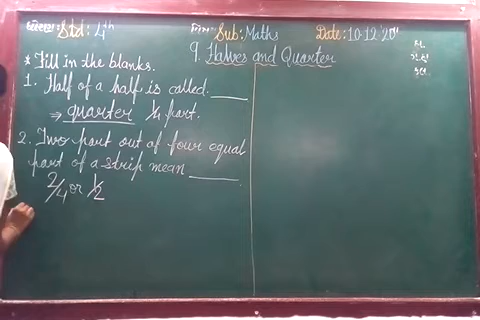 ધોરણ: Std: 4th વિષય: Sub: Maths Date: 10-12 '20
9. Halves and Quarter
* Fill in the blanks.
1. Half of a half is called. ____
⇒ quarter 1/4 part.
2. Two part out of four equal
part of a strip mean ____.
2/4 or 1/2